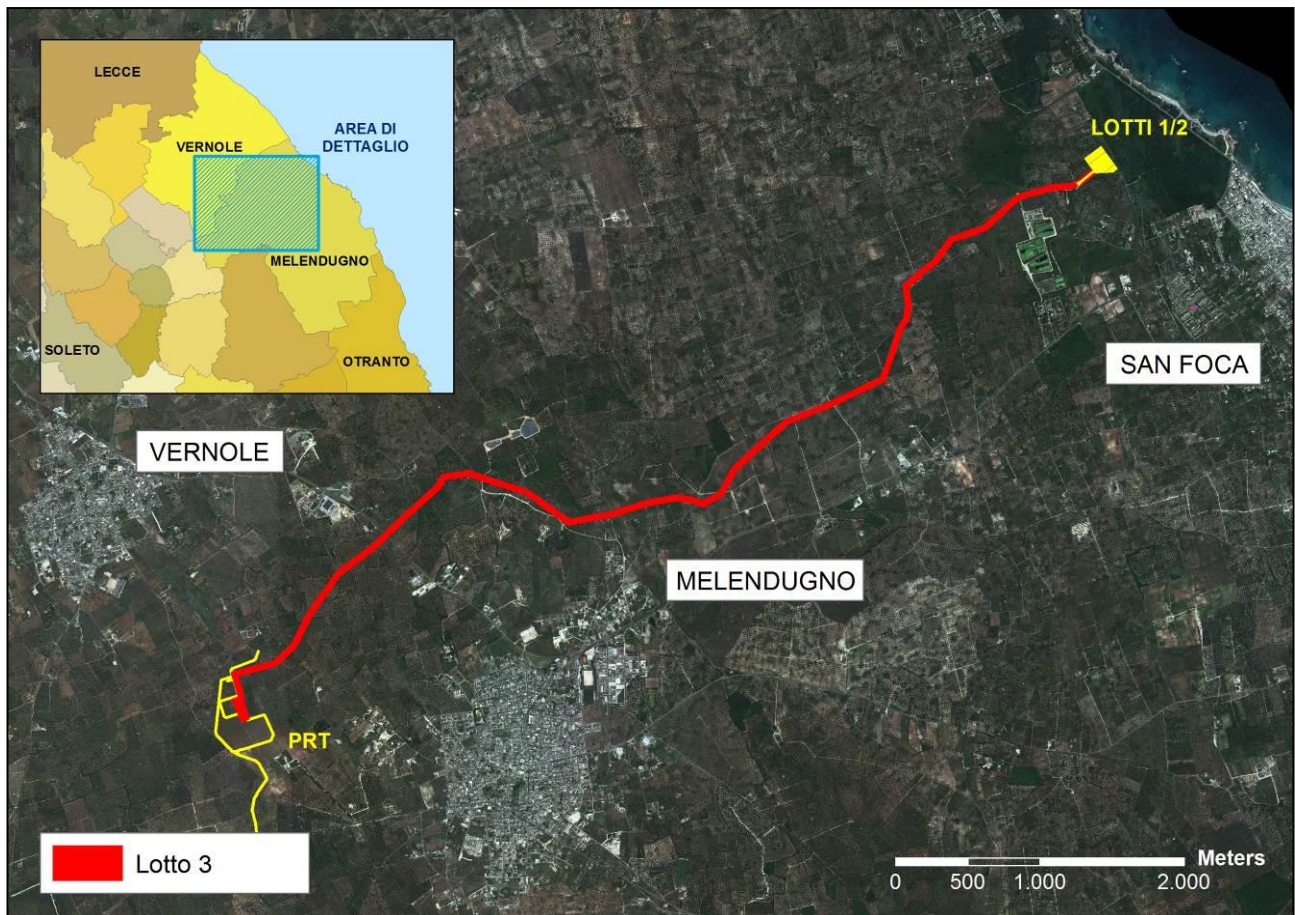 LECCE
VERNOLE
AREA DI
DETTAGLIO
MELENDUGNO
SOLETO
OTRANTO
LOTTI 1/2
SAN FOCA
VERNOLE
MELENDUGNO
PRT
Lotto 3
Meters
0 500 1.000 2.000